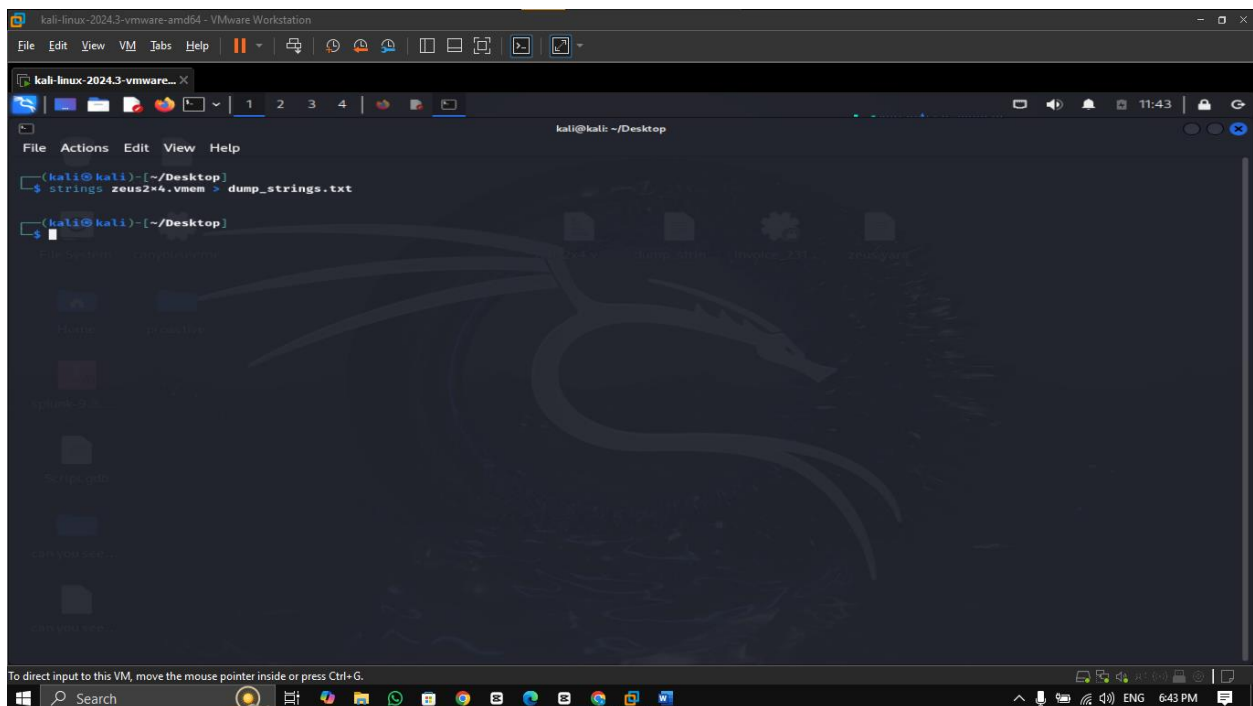 kali-linux-2024.3-vmware-amd64 - VMware Workstation
File Edit View VM Tabs Help
kali-linux-2024.3-vmware...
1 2 3 4 11:43
kali@kali: ~/Desktop
File Actions Edit View Help
(kali㉿kali)-[~/Desktop]
$ strings zeus2×4.vmem > dump_strings.txt
(kali㉿kali)-[~/Desktop]
$
Home
To direct input to this VM, move the mouse pointer inside or press Ctrl+G.
Search ENG 6:43 PM